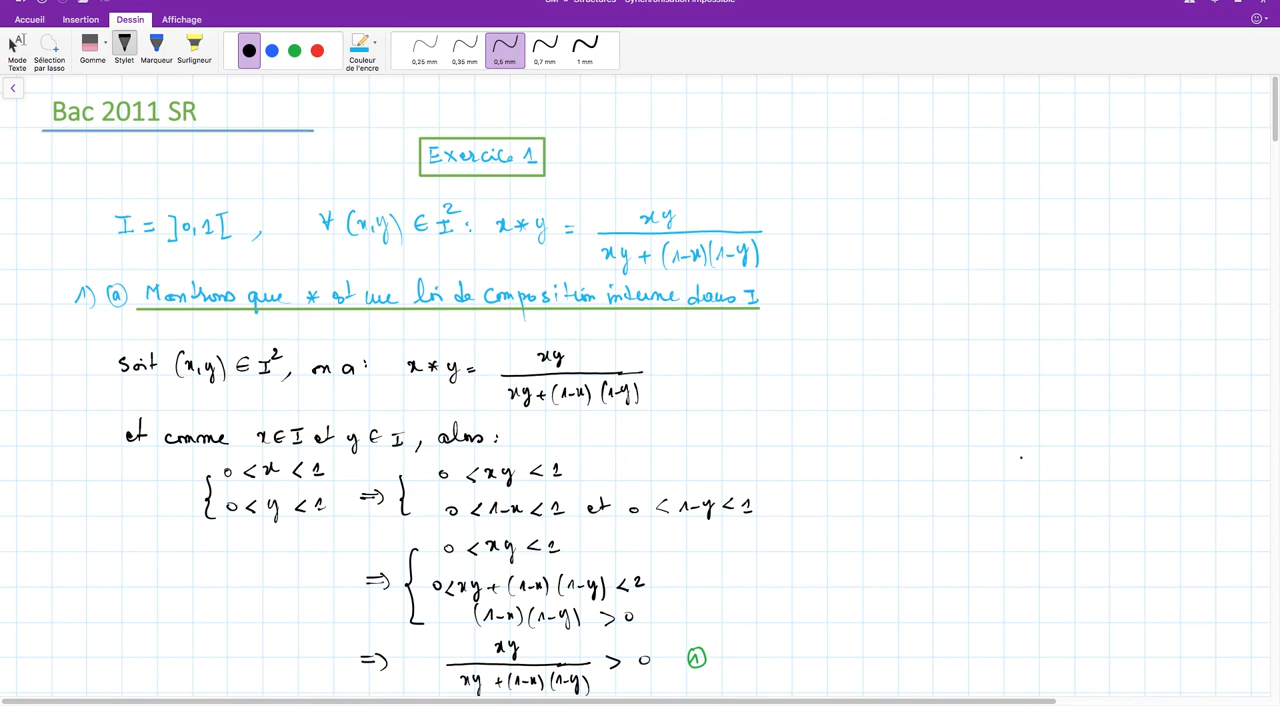 Accueil Insertion Dessin Affichage
Mode Texte
Sélection par lasso
Gomme
Stylet
Marqueur
Surligneur
Couleur de l'encre
0,25 mm
0,35 mm
0,5 mm
0,7 mm
1 mm
Bac 2011 SR
Exercice 1
I = ]0,1[ , ∀ (x,y) ∈ I²: x*y = xy / (xy + (1-x)(1-y))
1) (a) Montrons que * est une loi de composition interne dans I
Soit (x,y) ∈ I², on a: x*y = xy / (xy + (1-x)(1-y))
et comme x∈I et y∈I, alors:
{ 0<x<1 ⇒ { 0<xy<1
0<y<1 0<1-x<1 et 0<1-y<1
⇒ { 0<xy<1
0<xy+(1-x)(1-y)<2
(1-x)(1-y)>0
⇒ xy / (xy+(1-x)(1-y)) > 0 ①